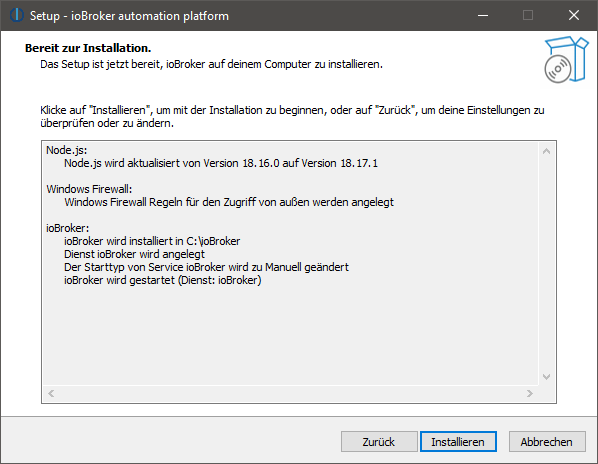 Setup - ioBroker automation platform
Bereit zur Installation.
Das Setup ist jetzt bereit, ioBroker auf deinem Computer zu installieren.
Klicke auf "Installieren", um mit der Installation zu beginnen, oder auf "Zurück", um deine Einstellungen zu
überprüfen oder zu ändern.
Node.js:
Node.js wird aktualisiert von Version 18.16.0 auf Version 18.17.1
Windows Firewall:
Windows Firewall Regeln für den Zugriff von außen werden angelegt
ioBroker:
ioBroker wird installiert in C:\ioBroker
Dienst ioBroker wird angelegt
Der Starttyp von Service ioBroker wird zu Manuell geändert
ioBroker wird gestartet (Dienst: ioBroker)
Zurück
Installieren
Abbrechen